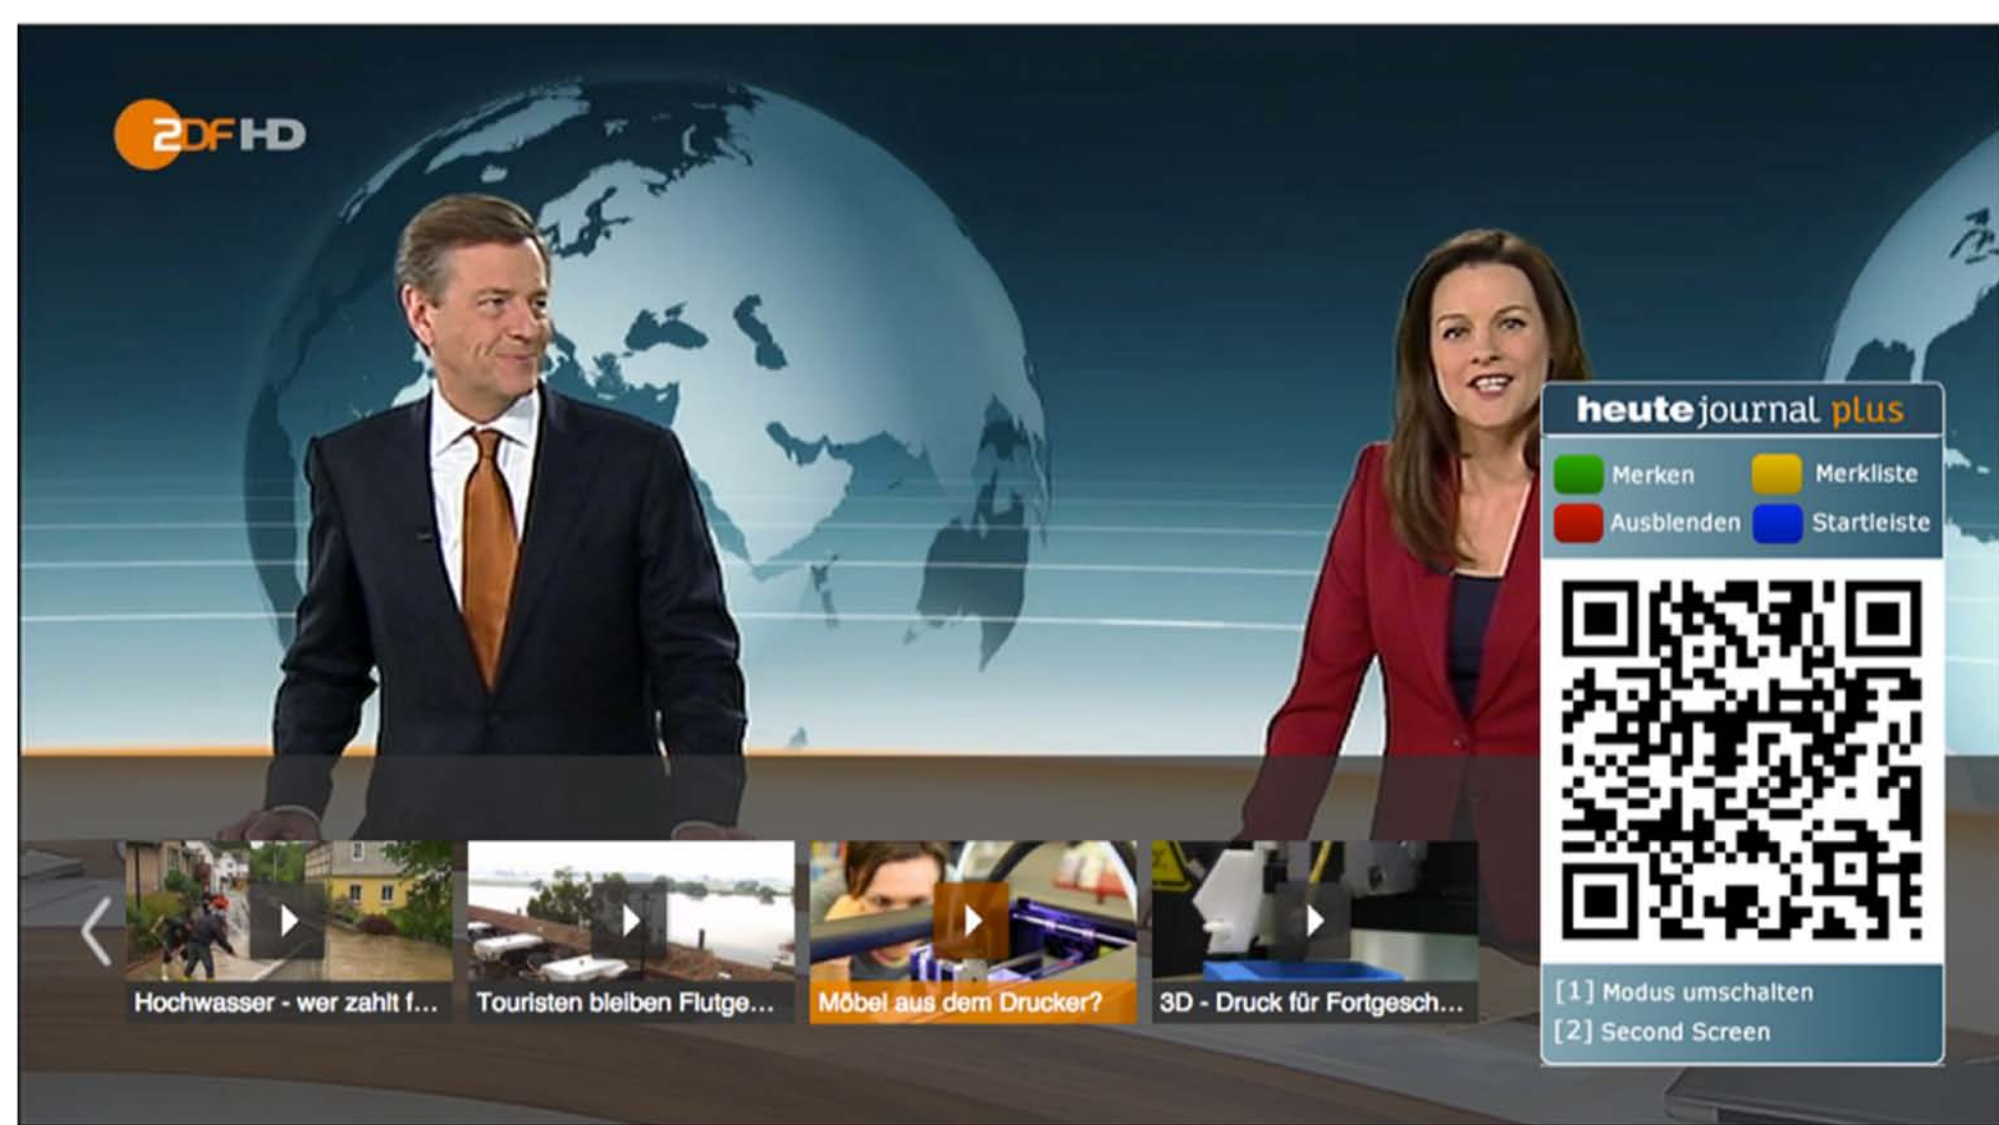 ZDF HD
heute journal plus
Merken
Merkliste
Ausblenden
Startleiste
Hochwasser - wer zahlt f...
Touristen bleiben Flutge...
Möbel aus dem Drucker?
3D - Druck für Fortgesch...
[1] Modus umschalten
[2] Second Screen